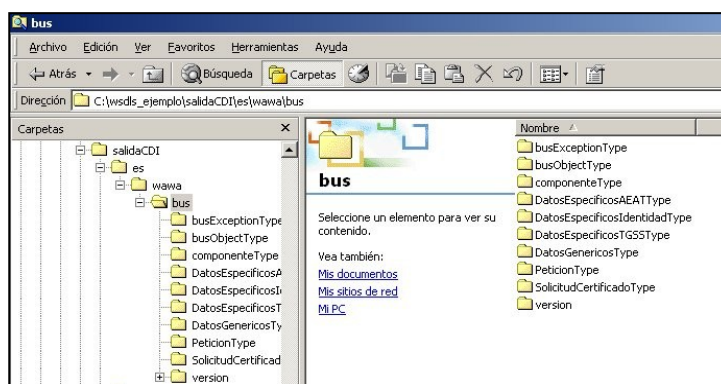 bus
Archivo Edición Ver Favoritos Herramientas Ayuda
Atrás Búsqueda Carpetas
Dirección C:\wsdls_ejemplo\salidaCDI\es\wawa\bus
Carpetas x
salidaCDI
es
wawa
bus
busExceptionType
busObjectType
componenteType
DatosEspecificosA
DatosEspecificosI
DatosEspecificosT
DatosGenericosTy
PeticionType
SolicitudCertificad
version
bus
Seleccione un elemento para ver su
contenido.
Vea también:
Mis documentos
Mis sitios de red
Mi PC
Nombre
busExceptionType
busObjectType
componenteType
DatosEspecificosAEATType
DatosEspecificosIdentidadType
DatosEspecificosTGSSType
DatosGenericosType
PeticionType
SolicitudCertificadoType
version